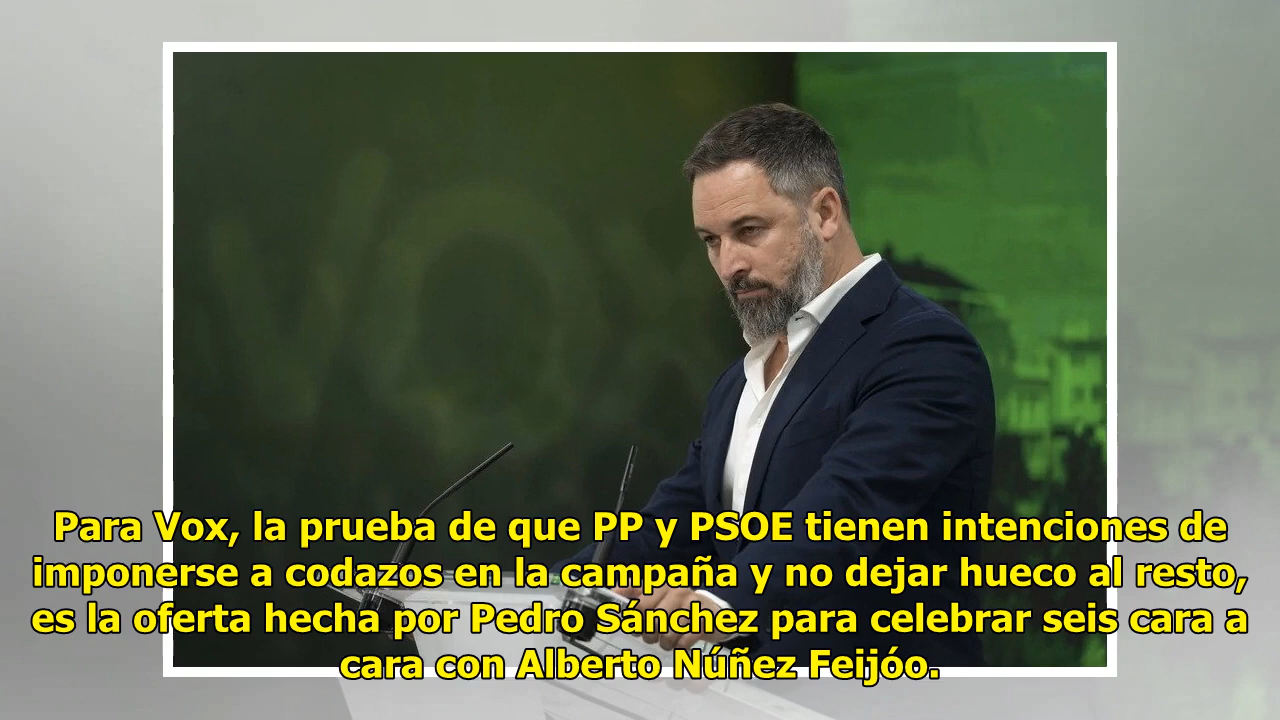 VOX
Para Vox, la prueba de que PP y PSOE tienen intenciones de
imponerse a codazos en la campaña y no dejar hueco al resto,
es la oferta hecha por Pedro Sánchez para celebrar seis cara a
cara con Alberto Núñez Feijóo.